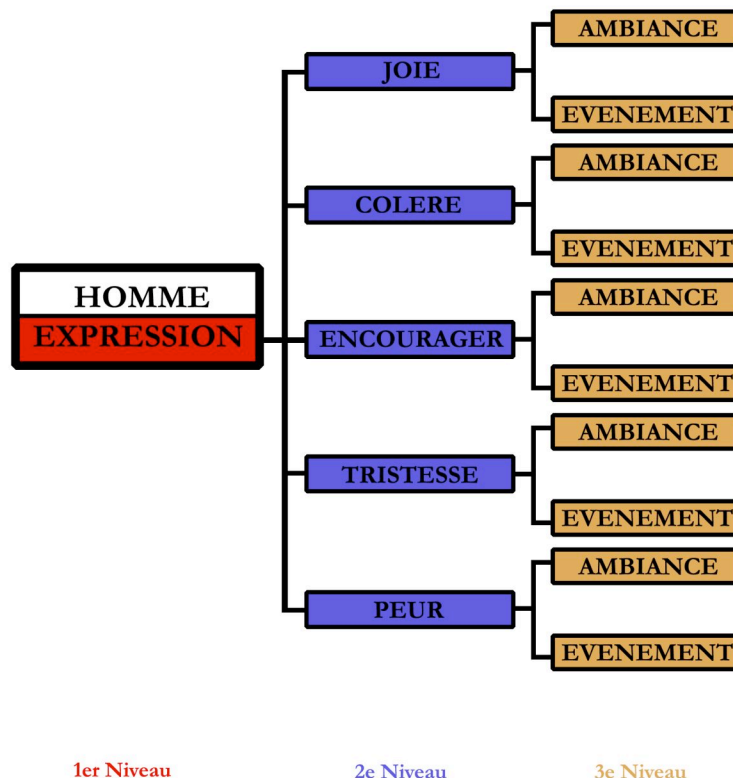 HOMME
EXPRESSION
JOIE
AMBIANCE
EVENEMENT
COLERE
AMBIANCE
EVENEMENT
ENCOURAGER
AMBIANCE
EVENEMENT
TRISTESSE
AMBIANCE
EVENEMENT
PEUR
AMBIANCE
EVENEMENT
1er Niveau
2e Niveau
3e Niveau